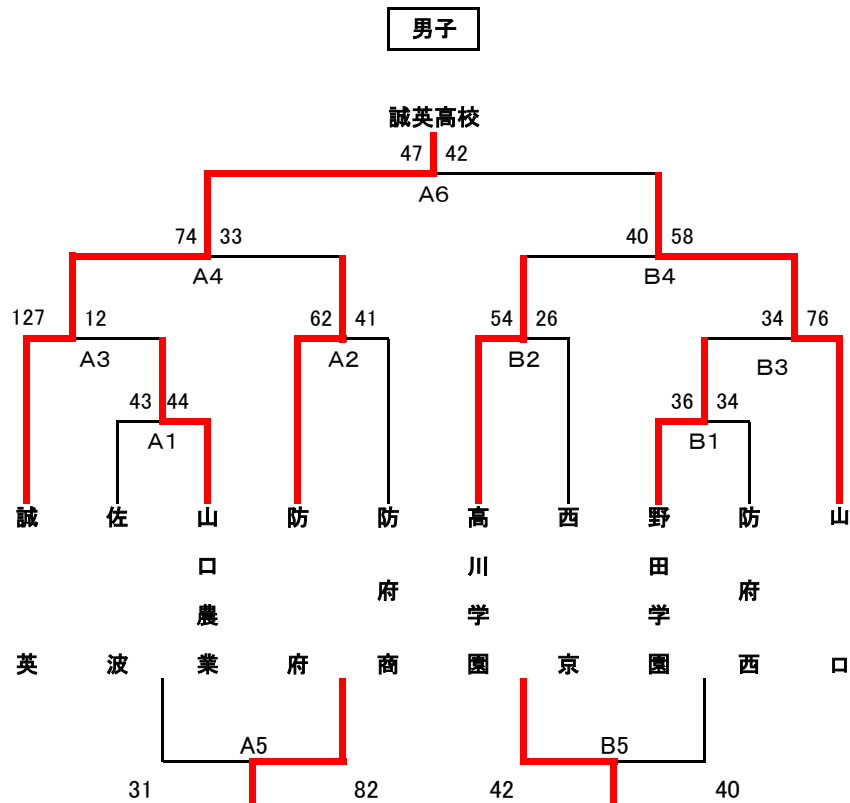 男子
誠英高校
47 42
A6
74 33
40 58
A4
B4
127 12
62 41
54 26
34 76
A3
A2
B2
B3
43 44
36 34
A1
B1
誠英
佐波
山口農業
防府
防府商
高川学園
西京
野田学園
防府西
山口
A5
B5
31
82
42
40